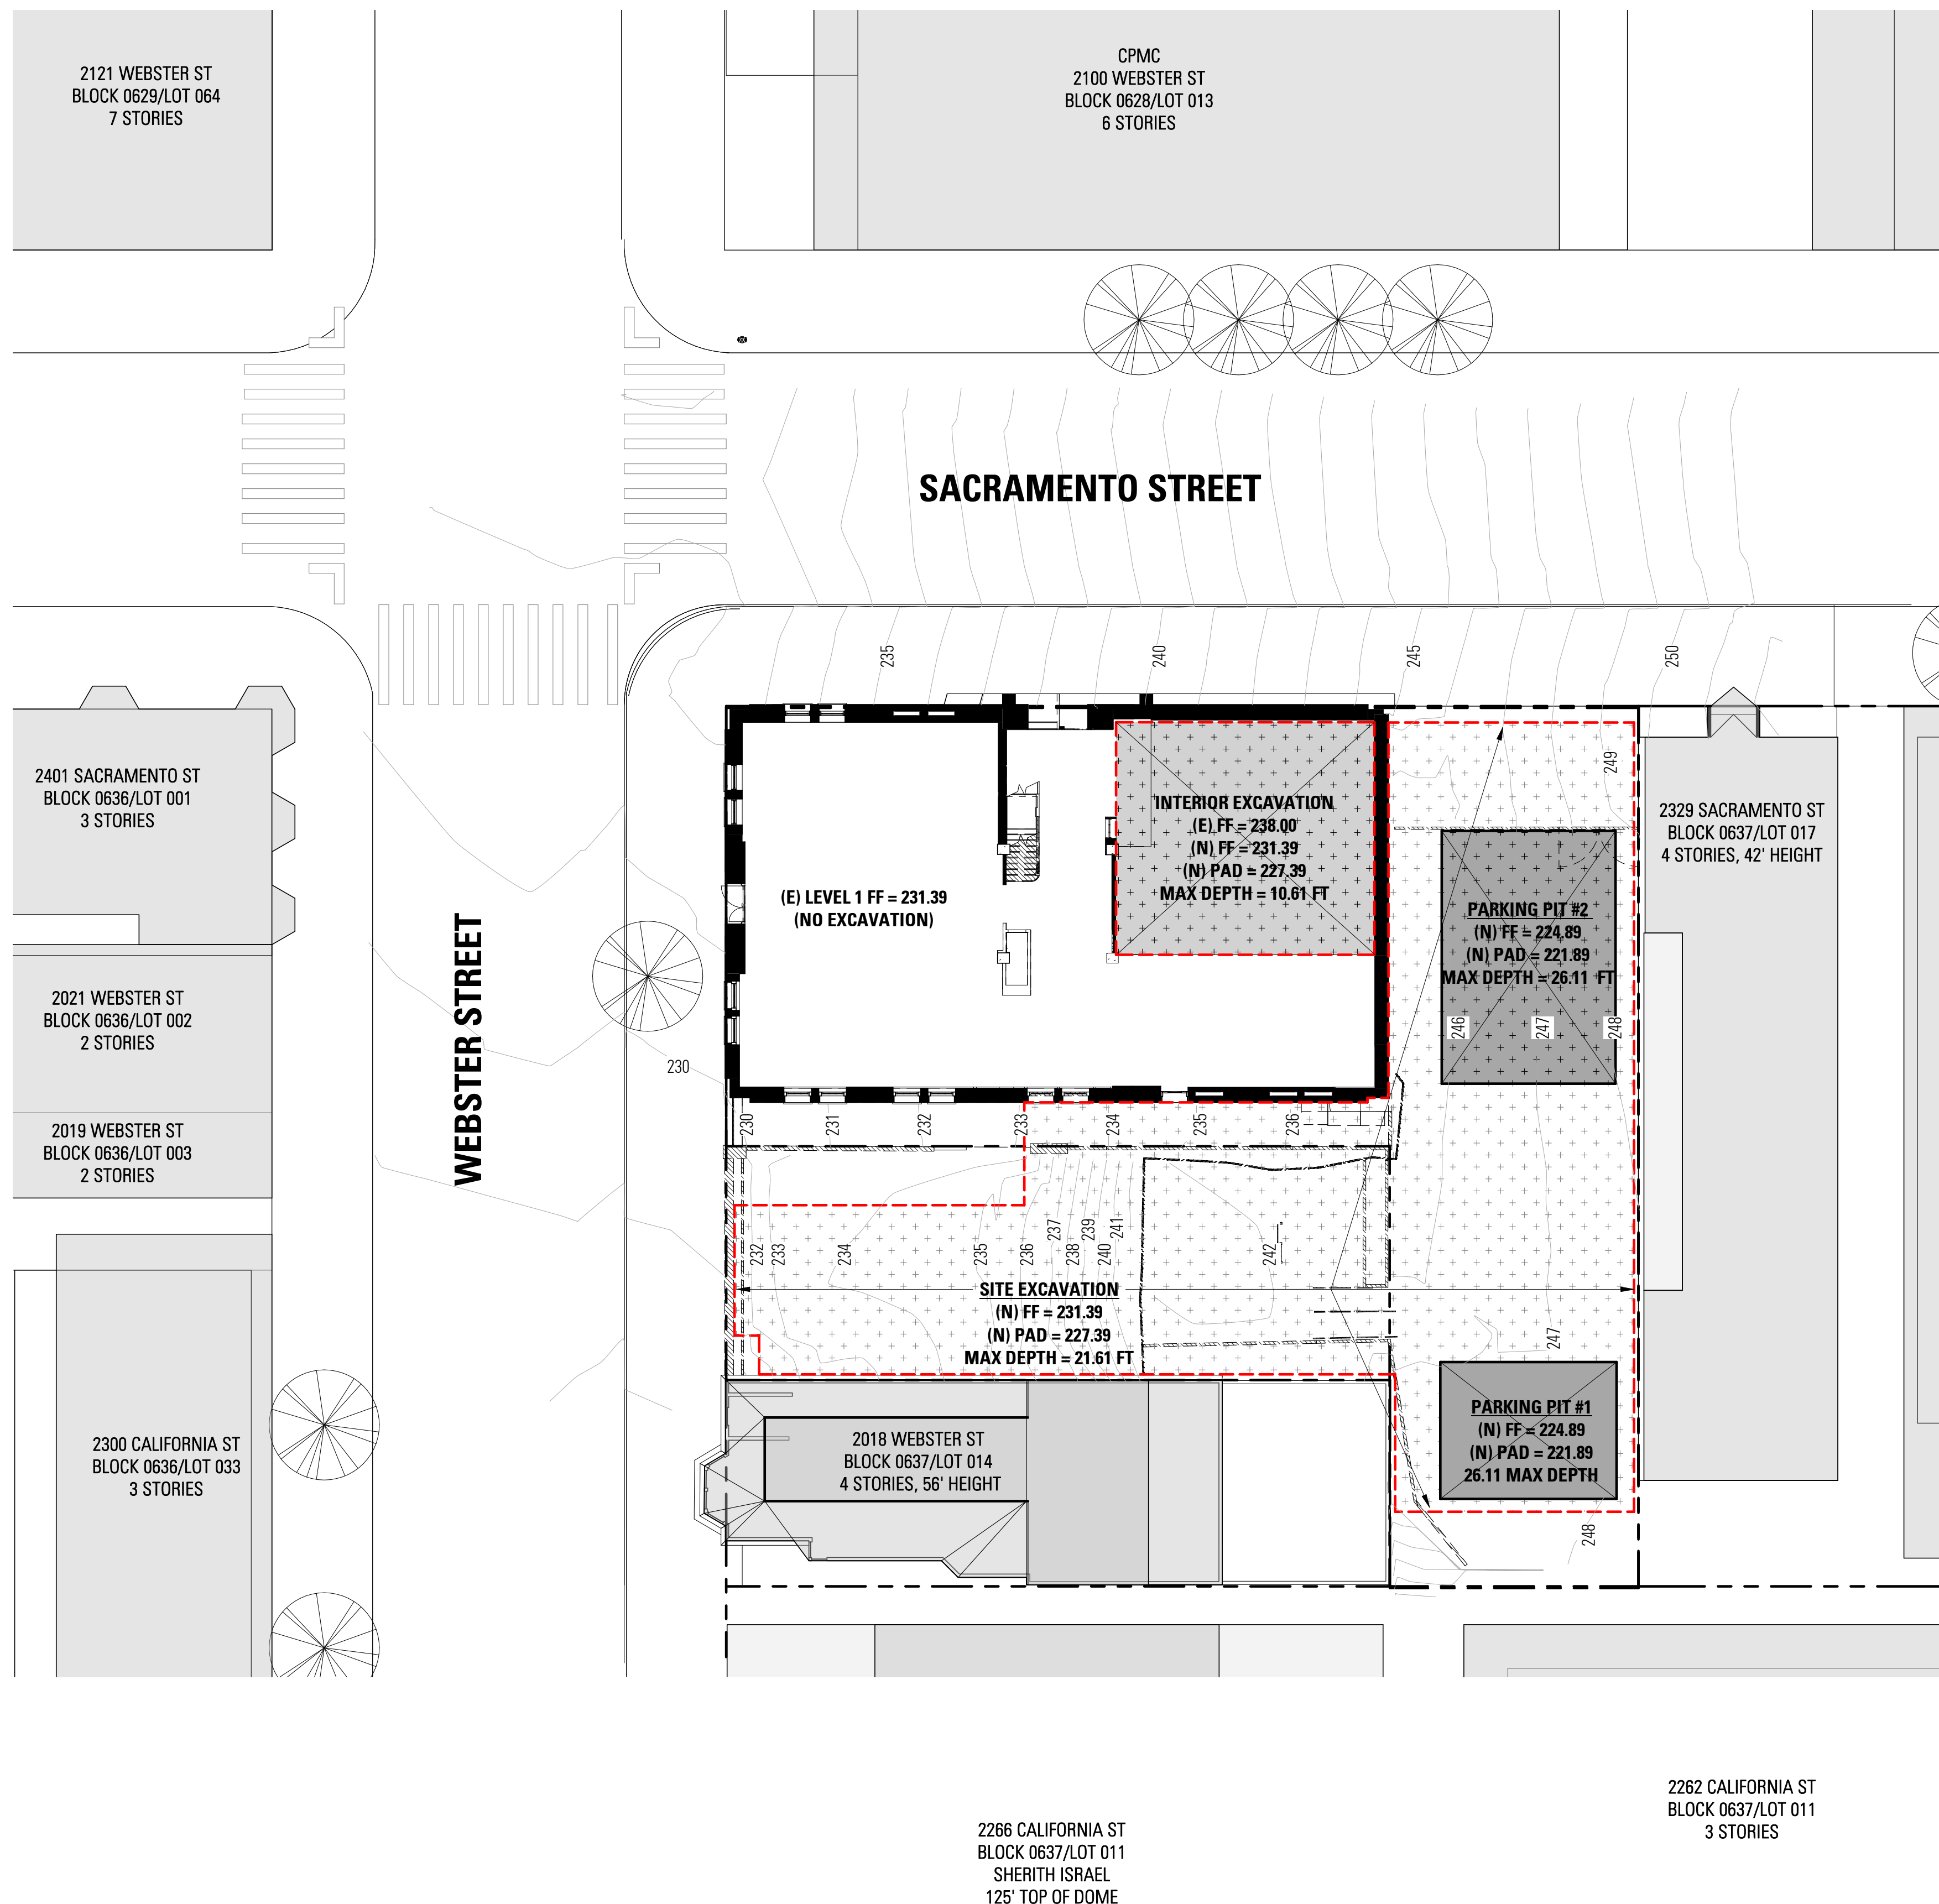 2121 WEBSTER ST
BLOCK 0629/LOT 064
7 STORIES
CPMC
2100 WEBSTER ST
BLOCK 0628/LOT 013
6 STORIES
SACRAMENTO STREET
235
240
245
250
2401 SACRAMENTO ST
BLOCK 0636/LOT 001
3 STORIES
249
INTERIOR EXCAVATION
(E) FF = 238.00
(N) FF = 231.39
(N) PAD = 227.39
MAX DEPTH = 10.61 FT
2329 SACRAMENTO ST
BLOCK 0637/LOT 017
4 STORIES, 42' HEIGHT
(E) LEVEL 1 FF = 231.39
(NO EXCAVATION)
PARKING PIT #2
(N) FF = 224.89
(N) PAD = 221.89
MAX DEPTH = 26.11 FT
WEBSTER STREET
2021 WEBSTER ST
BLOCK 0636/LOT 002
2 STORIES
246
247
248
230
2019 WEBSTER ST
BLOCK 0636/LOT 003
2 STORIES
230
231
232
233
234
235
236
232
233
234
235
236
237
238
239
240
241
242
SITE EXCAVATION
(N) FF = 231.39
(N) PAD = 227.39
MAX DEPTH = 21.61 FT
247
PARKING PIT #1
(N) FF = 224.89
(N) PAD = 221.89
26.11 MAX DEPTH
248
2300 CALIFORNIA ST
BLOCK 0636/LOT 033
3 STORIES
2018 WEBSTER ST
BLOCK 0637/LOT 014
4 STORIES, 56' HEIGHT
2262 CALIFORNIA ST
BLOCK 0637/LOT 011
3 STORIES
2266 CALIFORNIA ST
BLOCK 0637/LOT 011
SHERITH ISRAEL
125' TOP OF DOME